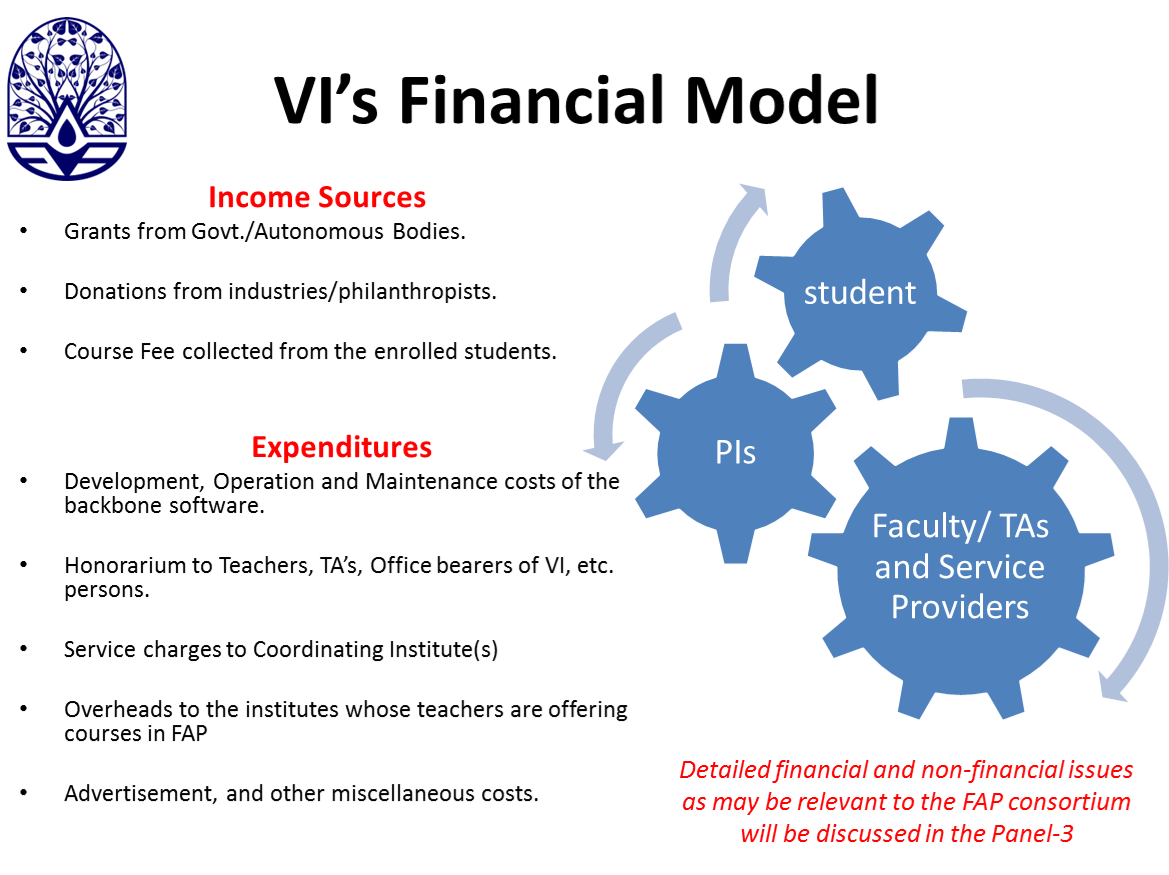 VI’s Financial Model
Income Sources
• Grants from Govt./Autonomous Bodies.
• Donations from industries/philanthropists.
• Course Fee collected from the enrolled students.
Expenditures
• Development, Operation and Maintenance costs of the
backbone software.
• Honorarium to Teachers, TA’s, Office bearers of VI, etc.
persons.
• Service charges to Coordinating Institute(s)
• Overheads to the institutes whose teachers are offering
courses in FAP
• Advertisement, and other miscellaneous costs.
student
PIs
Faculty/ TAs
and Service
Providers
Detailed financial and non-financial issues
as may be relevant to the FAP consortium
will be discussed in the Panel-3